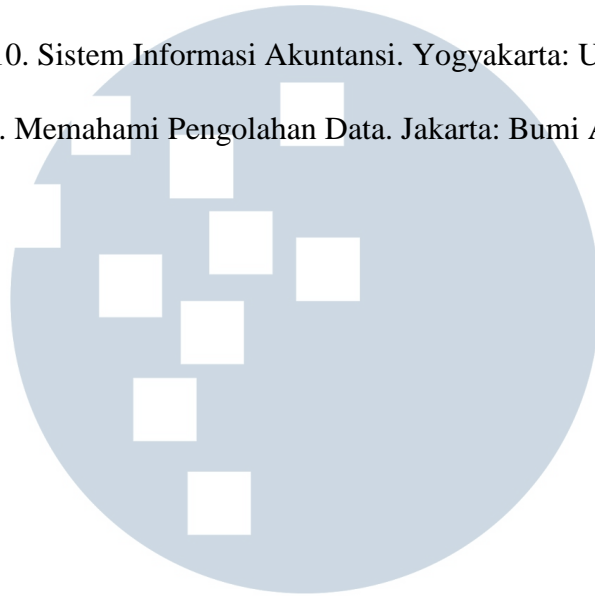 10. Sistem Informasi Akuntansi. Yogyakarta: U
. Memahami Pengolahan Data. Jakarta: Bumi A